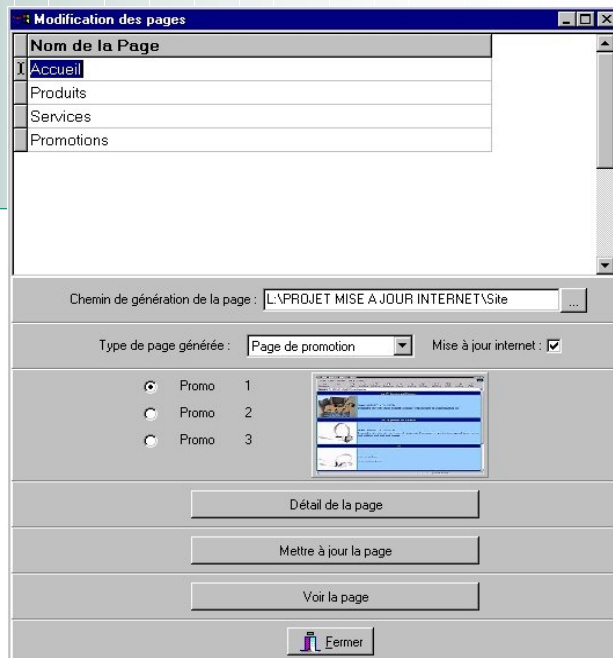 Modification des pages
Nom de la Page
Accueil
Produits
Services
Promotions
Chemin de génération de la page : L:\PROJET MISE A JOUR INTERNET\Site ...
Type de page générée : Page de promotion Mise à jour internet :
Promo 1
Promo 2
Promo 3
Détail de la page
Mettre à jour la page
Voir la page
Fermer